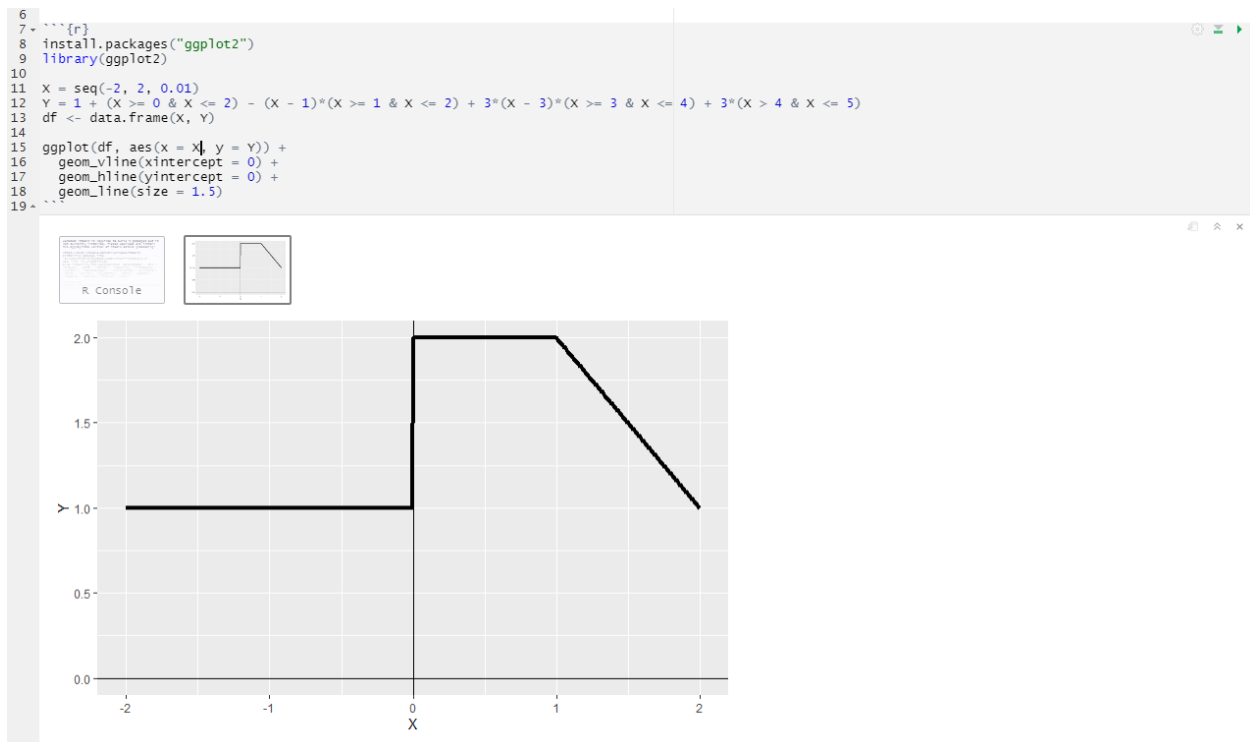 6
7 ```{r}
8 install.packages("ggplot2")
9 library(ggplot2)
10
11 X = seq(-2, 2, 0.01)
12 Y = 1 + (X >= 0 & X <= 2) - (X - 1)*(X >= 1 & X <= 2) + 3*(X - 3)*(X >= 3 & X <= 4) + 3*(X > 4 & X <= 5)
13 df <- data.frame(X, Y)
14
15 ggplot(df, aes(x = X, y = Y)) +
16 geom_vline(xintercept = 0) +
17 geom_hline(yintercept = 0) +
18 geom_line(size = 1.5)
19 ```
R Console
2.0
1.5
Y 1.0
0.5
0.0
-2 -1 0 1 2
X